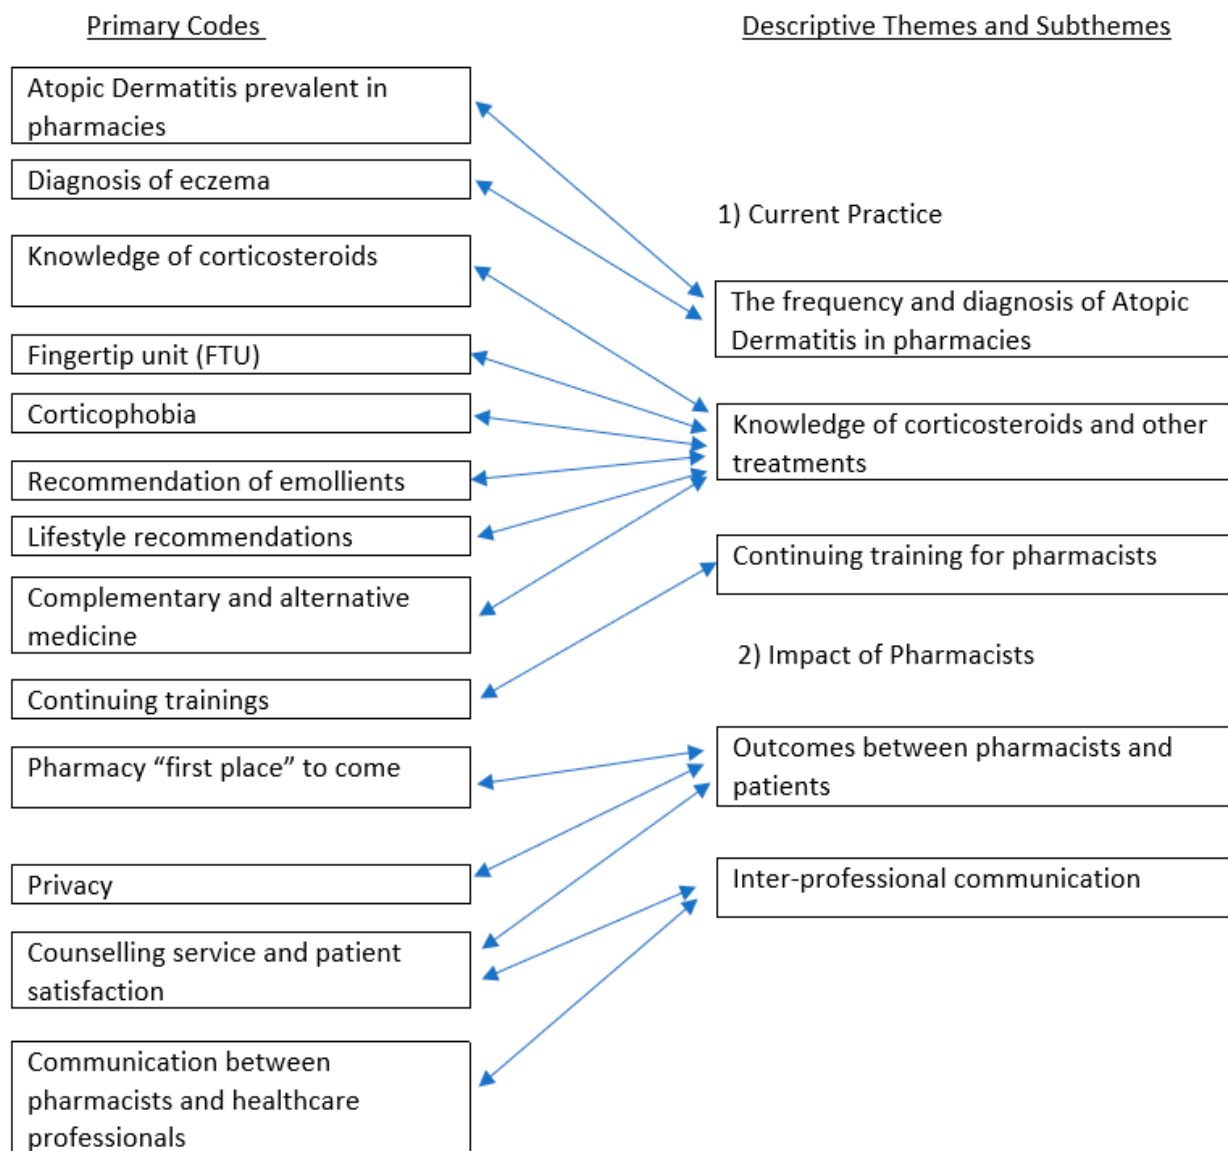 Primary Codes
Atopic Dermatitis prevalent in
pharmacies
Diagnosis of eczema
Knowledge of corticosteroids
Fingertip unit (FTU)
Corticophobia
Recommendation of emollients
Lifestyle recommendations
Complementary and alternative
medicine
Continuing trainings
Pharmacy “first place” to come
Privacy
Counselling service and patient
satisfaction
Communication between
pharmacists and healthcare
professionals
Descriptive Themes and Subthemes
1) Current Practice
The frequency and diagnosis of Atopic
Dermatitis in pharmacies
Knowledge of corticosteroids and other
treatments
Continuing training for pharmacists
2) Impact of Pharmacists
Outcomes between pharmacists and
patients
Inter-professional communication